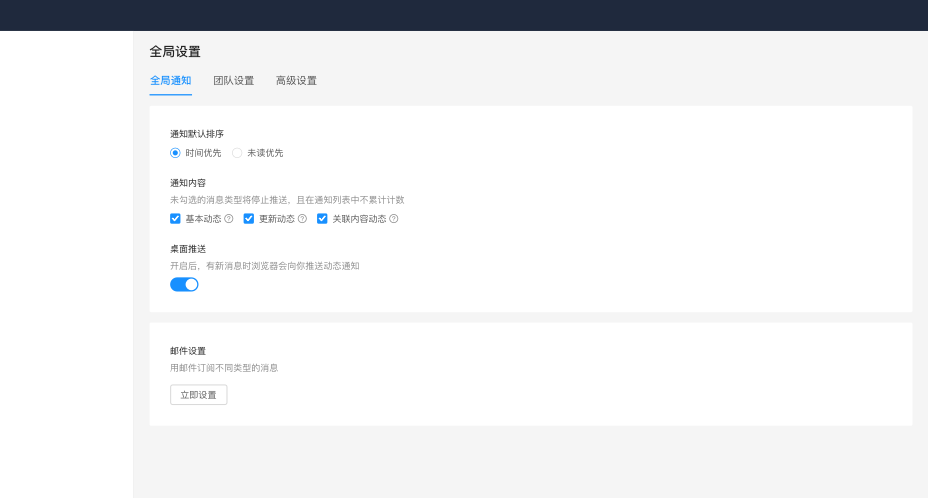 全局设置
全局通知 团队设置 高级设置
通知默认排序
时间优先 未读优先
通知内容
未勾选的消息类型将停止推送，且在通知列表中不累计计数
基本动态 更新动态 关联内容动态
桌面推送
开启后，有新消息时浏览器会向你推送动态通知
邮件设置
用邮件订阅不同类型的消息
立即设置